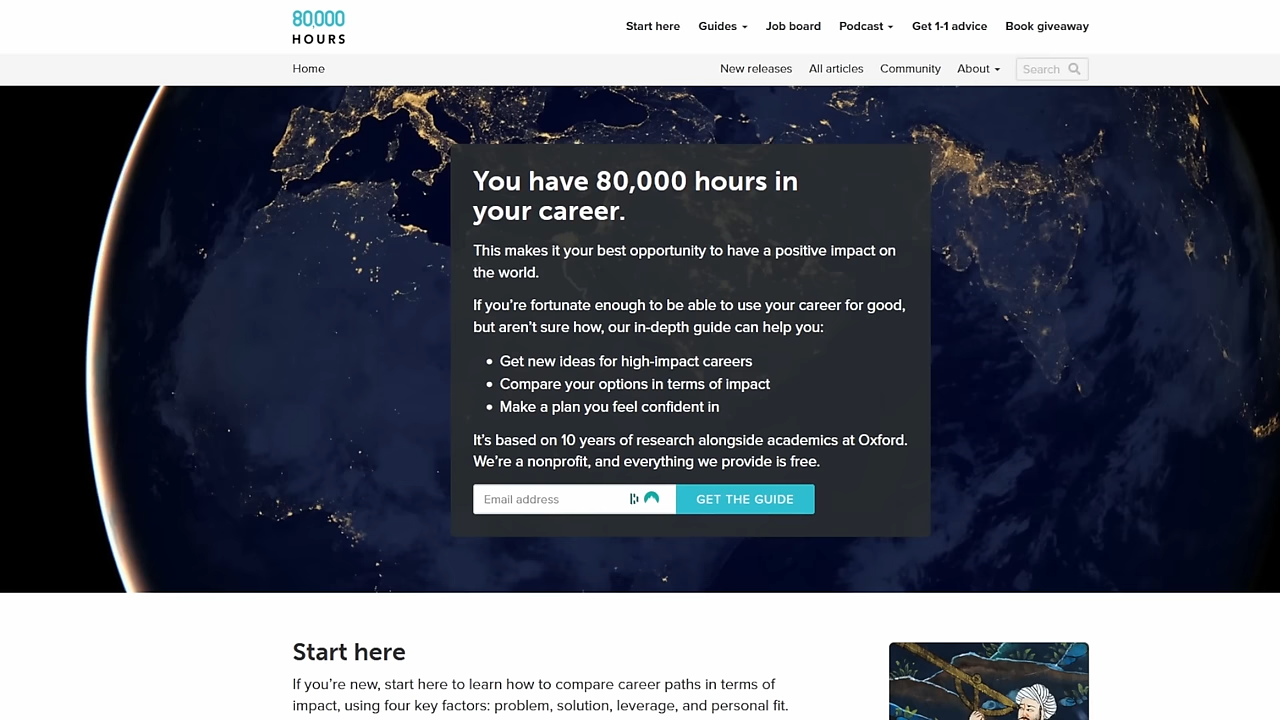 80,000
HOURS
Start here Guides Job board Podcast Get 1-1 advice Book giveaway
Home New releases All articles Community About Search
You have 80,000 hours in
your career.
This makes it your best opportunity to have a positive impact on
the world.
If you're fortunate enough to be able to use your career for good,
but aren't sure how, our in-depth guide can help you:
• Get new ideas for high-impact careers
• Compare your options in terms of impact
• Make a plan you feel confident in
It's based on 10 years of research alongside academics at Oxford.
We're a nonprofit, and everything we provide is free.
Email address GET THE GUIDE
Start here
If you're new, start here to learn how to compare career paths in terms of
impact, using four key factors: problem, solution, leverage, and personal fit.